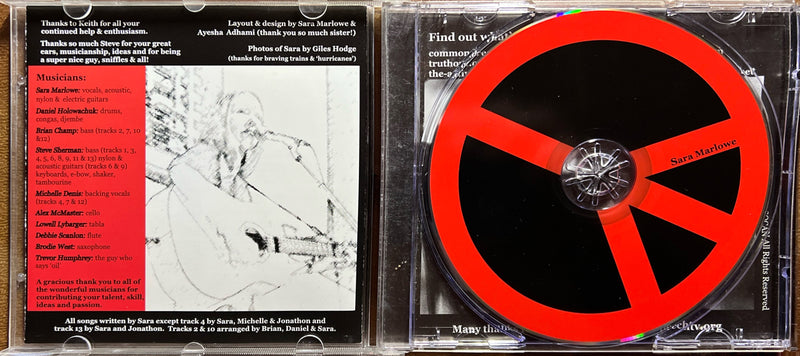 Thanks to Keith for all your
continued help & enthusiasm.
Thanks so much Steve for your great
ears, musicianship, ideas and for being
a super nice guy, sniffles & all!
Layout & design by Sara Marlowe &
Ayesha Adhami (thank you so much sister!)
Photos of Sara by Giles Hodge
(thanks for braving trains & 'hurricanes')
Musicians:
Sara Marlowe: vocals, acoustic,
nylon & electric guitars
Daniel Holowachuk: drums,
congas, djembe
Brian Champ: bass (tracks 2, 7, 10
&12)
Steve Sherman: bass (tracks 1, 3,
4, 5, 6, 8, 9, 11 & 13) nylon &
acoustic guitars (tracks 6 & 9)
keyboards, e-bow, shaker,
tambourine
Michelle Denis: backing vocals
(tracks 4, 7 & 12)
Alex McMaster: cello
Lowell Lybarger: tabla
Debbie Scanlon: flute
Brodie West: saxophone
Trevor Humphrey: the guy who
says 'oil'
A gracious thank you to all of
the wonderful musicians for
contributing your talent, skill,
ideas and passion.
All songs written by Sara except track 4 by Sara, Michelle & Jonathon and
track 13 by Sara and Jonathon. Tracks 2 & 10 arranged by Brian, Daniel & Sara.
Find out
common
Sara Marlowe
All Rights Reserved
Many
.org